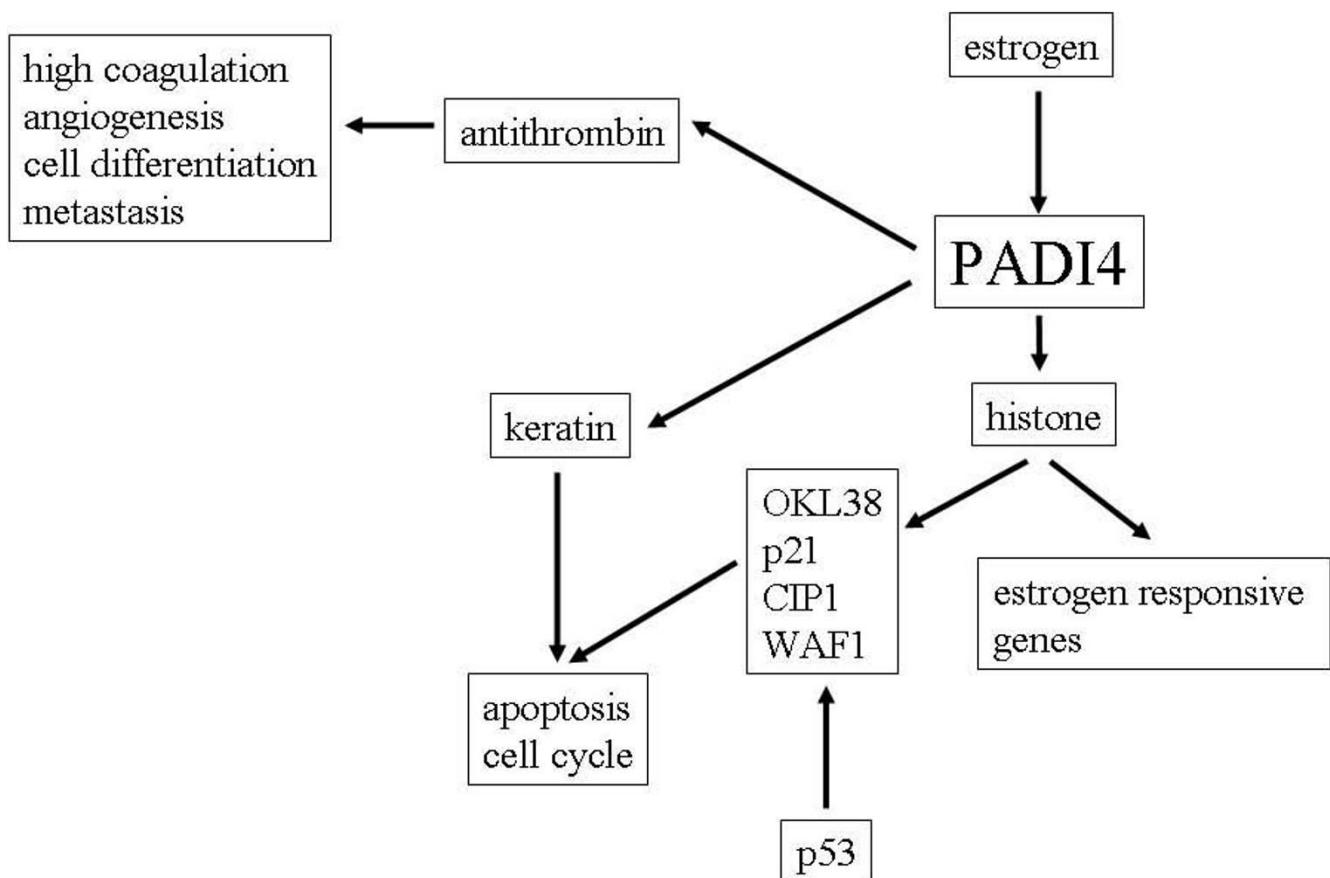 estrogen
high coagulation
angiogenesis
cell differentiation
metastasis
antithrombin
PADI4
keratin
histone
OKL38
p21
CIP1
WAF1
estrogen responsive
genes
apoptosis
cell cycle
p53